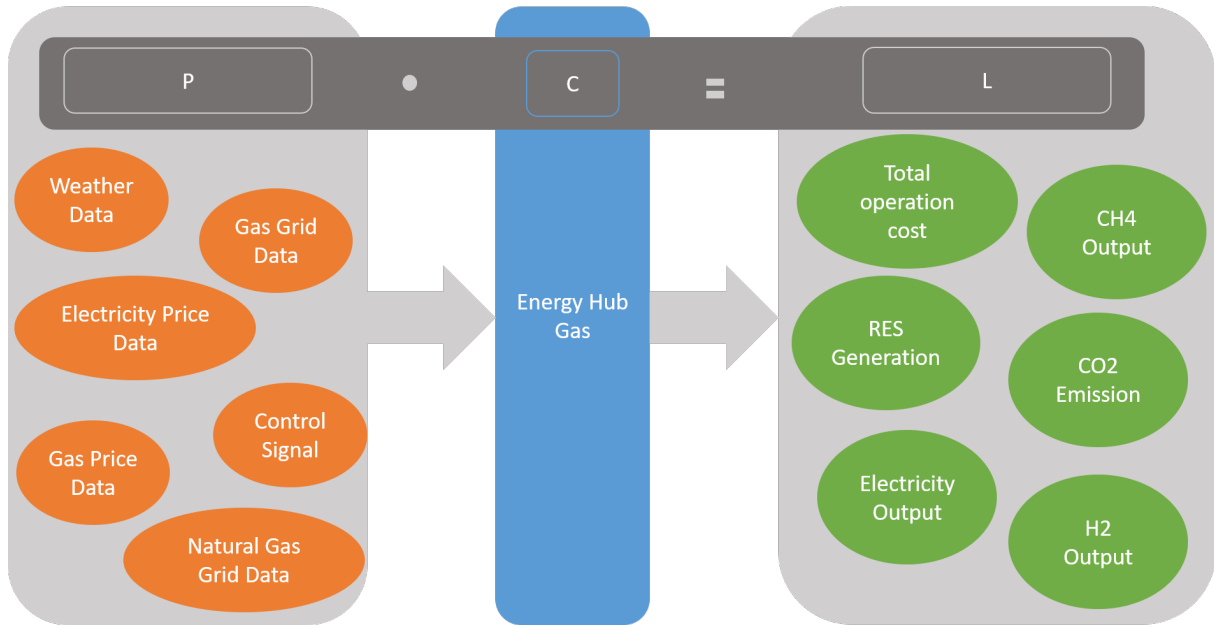 P
•
C
=
L
Weather
Data
Gas Grid
Data
Electricity Price
Data
Control
Signal
Gas Price
Data
Natural Gas
Grid Data
Energy Hub
Gas
Total
operation
cost
CH4
Output
RES
Generation
CO2
Emission
Electricity
Output
H2
Output